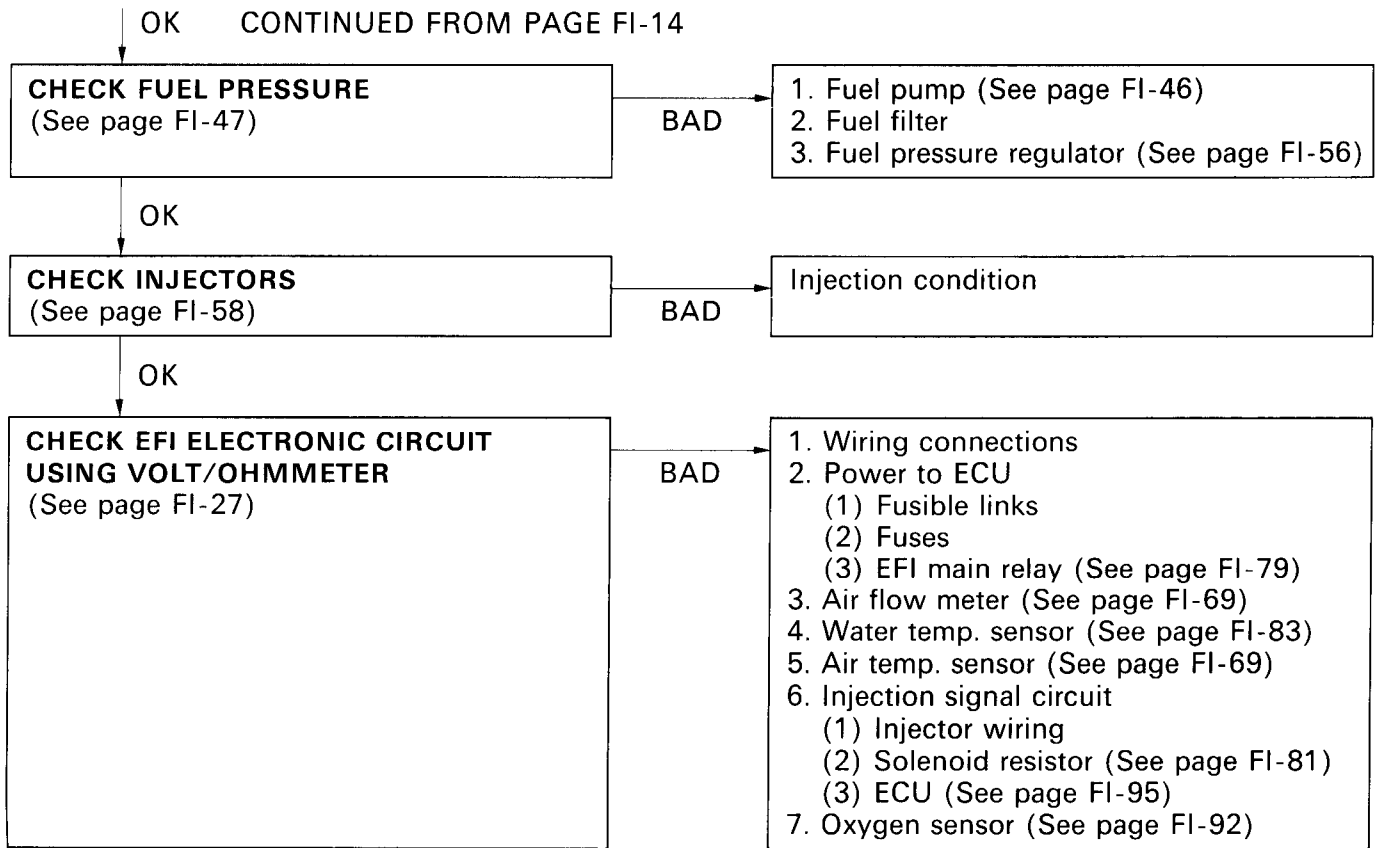 OK CONTINUED FROM PAGE FI-14
CHECK FUEL PRESSURE
(See page FI-47)
BAD
1. Fuel pump (See page FI-46)
2. Fuel filter
3. Fuel pressure regulator (See page FI-56)
OK
CHECK INJECTORS
(See page FI-58)
BAD
Injection condition
OK
CHECK EFI ELECTRONIC CIRCUIT
USING VOLT/OHMMETER
(See page FI-27)
BAD
1. Wiring connections
2. Power to ECU
(1) Fusible links
(2) Fuses
(3) EFI main relay (See page FI-79)
3. Air flow meter (See page FI-69)
4. Water temp. sensor (See page FI-83)
5. Air temp. sensor (See page FI-69)
6. Injection signal circuit
(1) Injector wiring
(2) Solenoid resistor (See page FI-81)
(3) ECU (See page FI-95)
7. Oxygen sensor (See page FI-92)